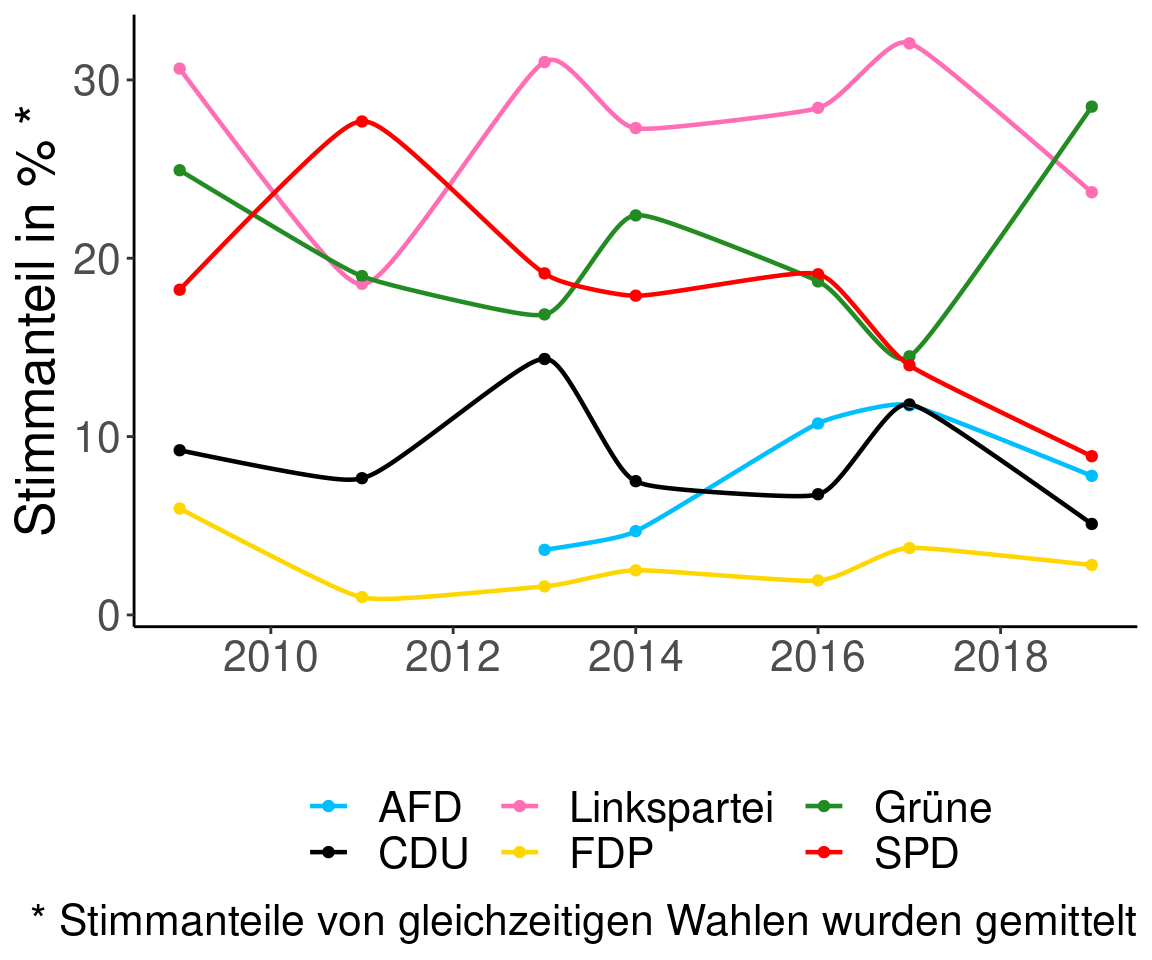 Stimmanteil in % *
30
20
10
0
2010 2012 2014 2016 2018
AFD Linkspartei Grüne
CDU FDP SPD
* Stimmanteile von gleichzeitigen Wahlen wurden gemittelt